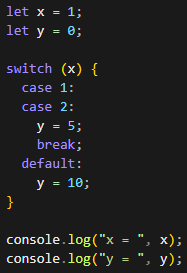 let x = 1;
let y = 0;

switch (x) {
  case 1:
  case 2:
    y = 5;
    break;
  default:
    y = 10;
}

console.log("x = ", x);
console.log("y = ", y);